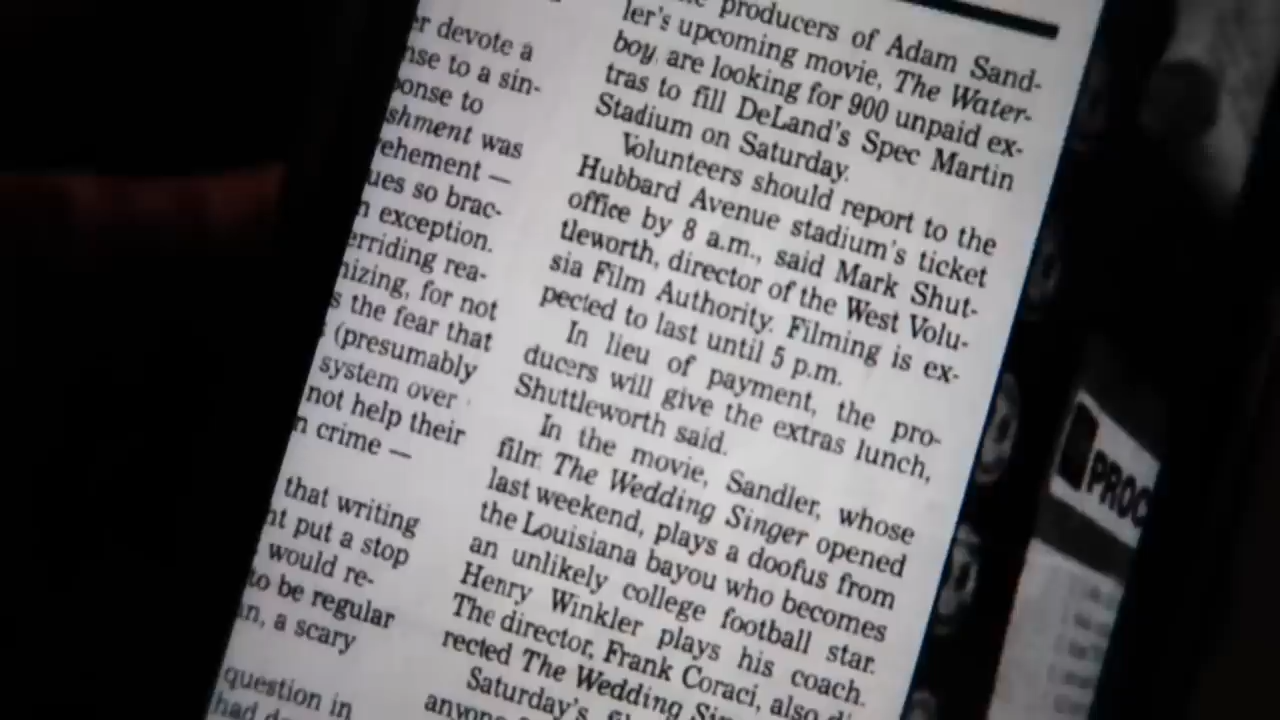 er devote a
nse to a sin-
ponse to
shment was
ehement —
ues so brac-
n exception.
erriding rea-
nizing, for not
s the fear that
(presumably
system over
not help their
n crime —
that writing
nt put a stop
would re-
to be regular
an, a scary
question in
had
producers of Adam Sand-
ler's upcoming movie, The Water-
boy, are looking for 900 unpaid ex-
tras to fill DeLand's Spec Martin
Stadium on Saturday.
Volunteers should report to the
Hubbard Avenue stadium's ticket
office by 8 a.m., said Mark Shut-
tleworth, director of the West Volu-
sia Film Authority. Filming is ex-
pected to last until 5 p.m.
In lieu of payment, the pro-
ducers will give the extras lunch,
Shuttleworth said.
In the movie, Sandler, whose
film The Wedding Singer opened
last weekend, plays a doofus from
the Louisiana bayou who becomes
an unlikely college football star.
Henry Winkler plays his coach.
The director, Frank Coraci, also di-
rected The Wedding Sin
Saturday's
anyone
PROC